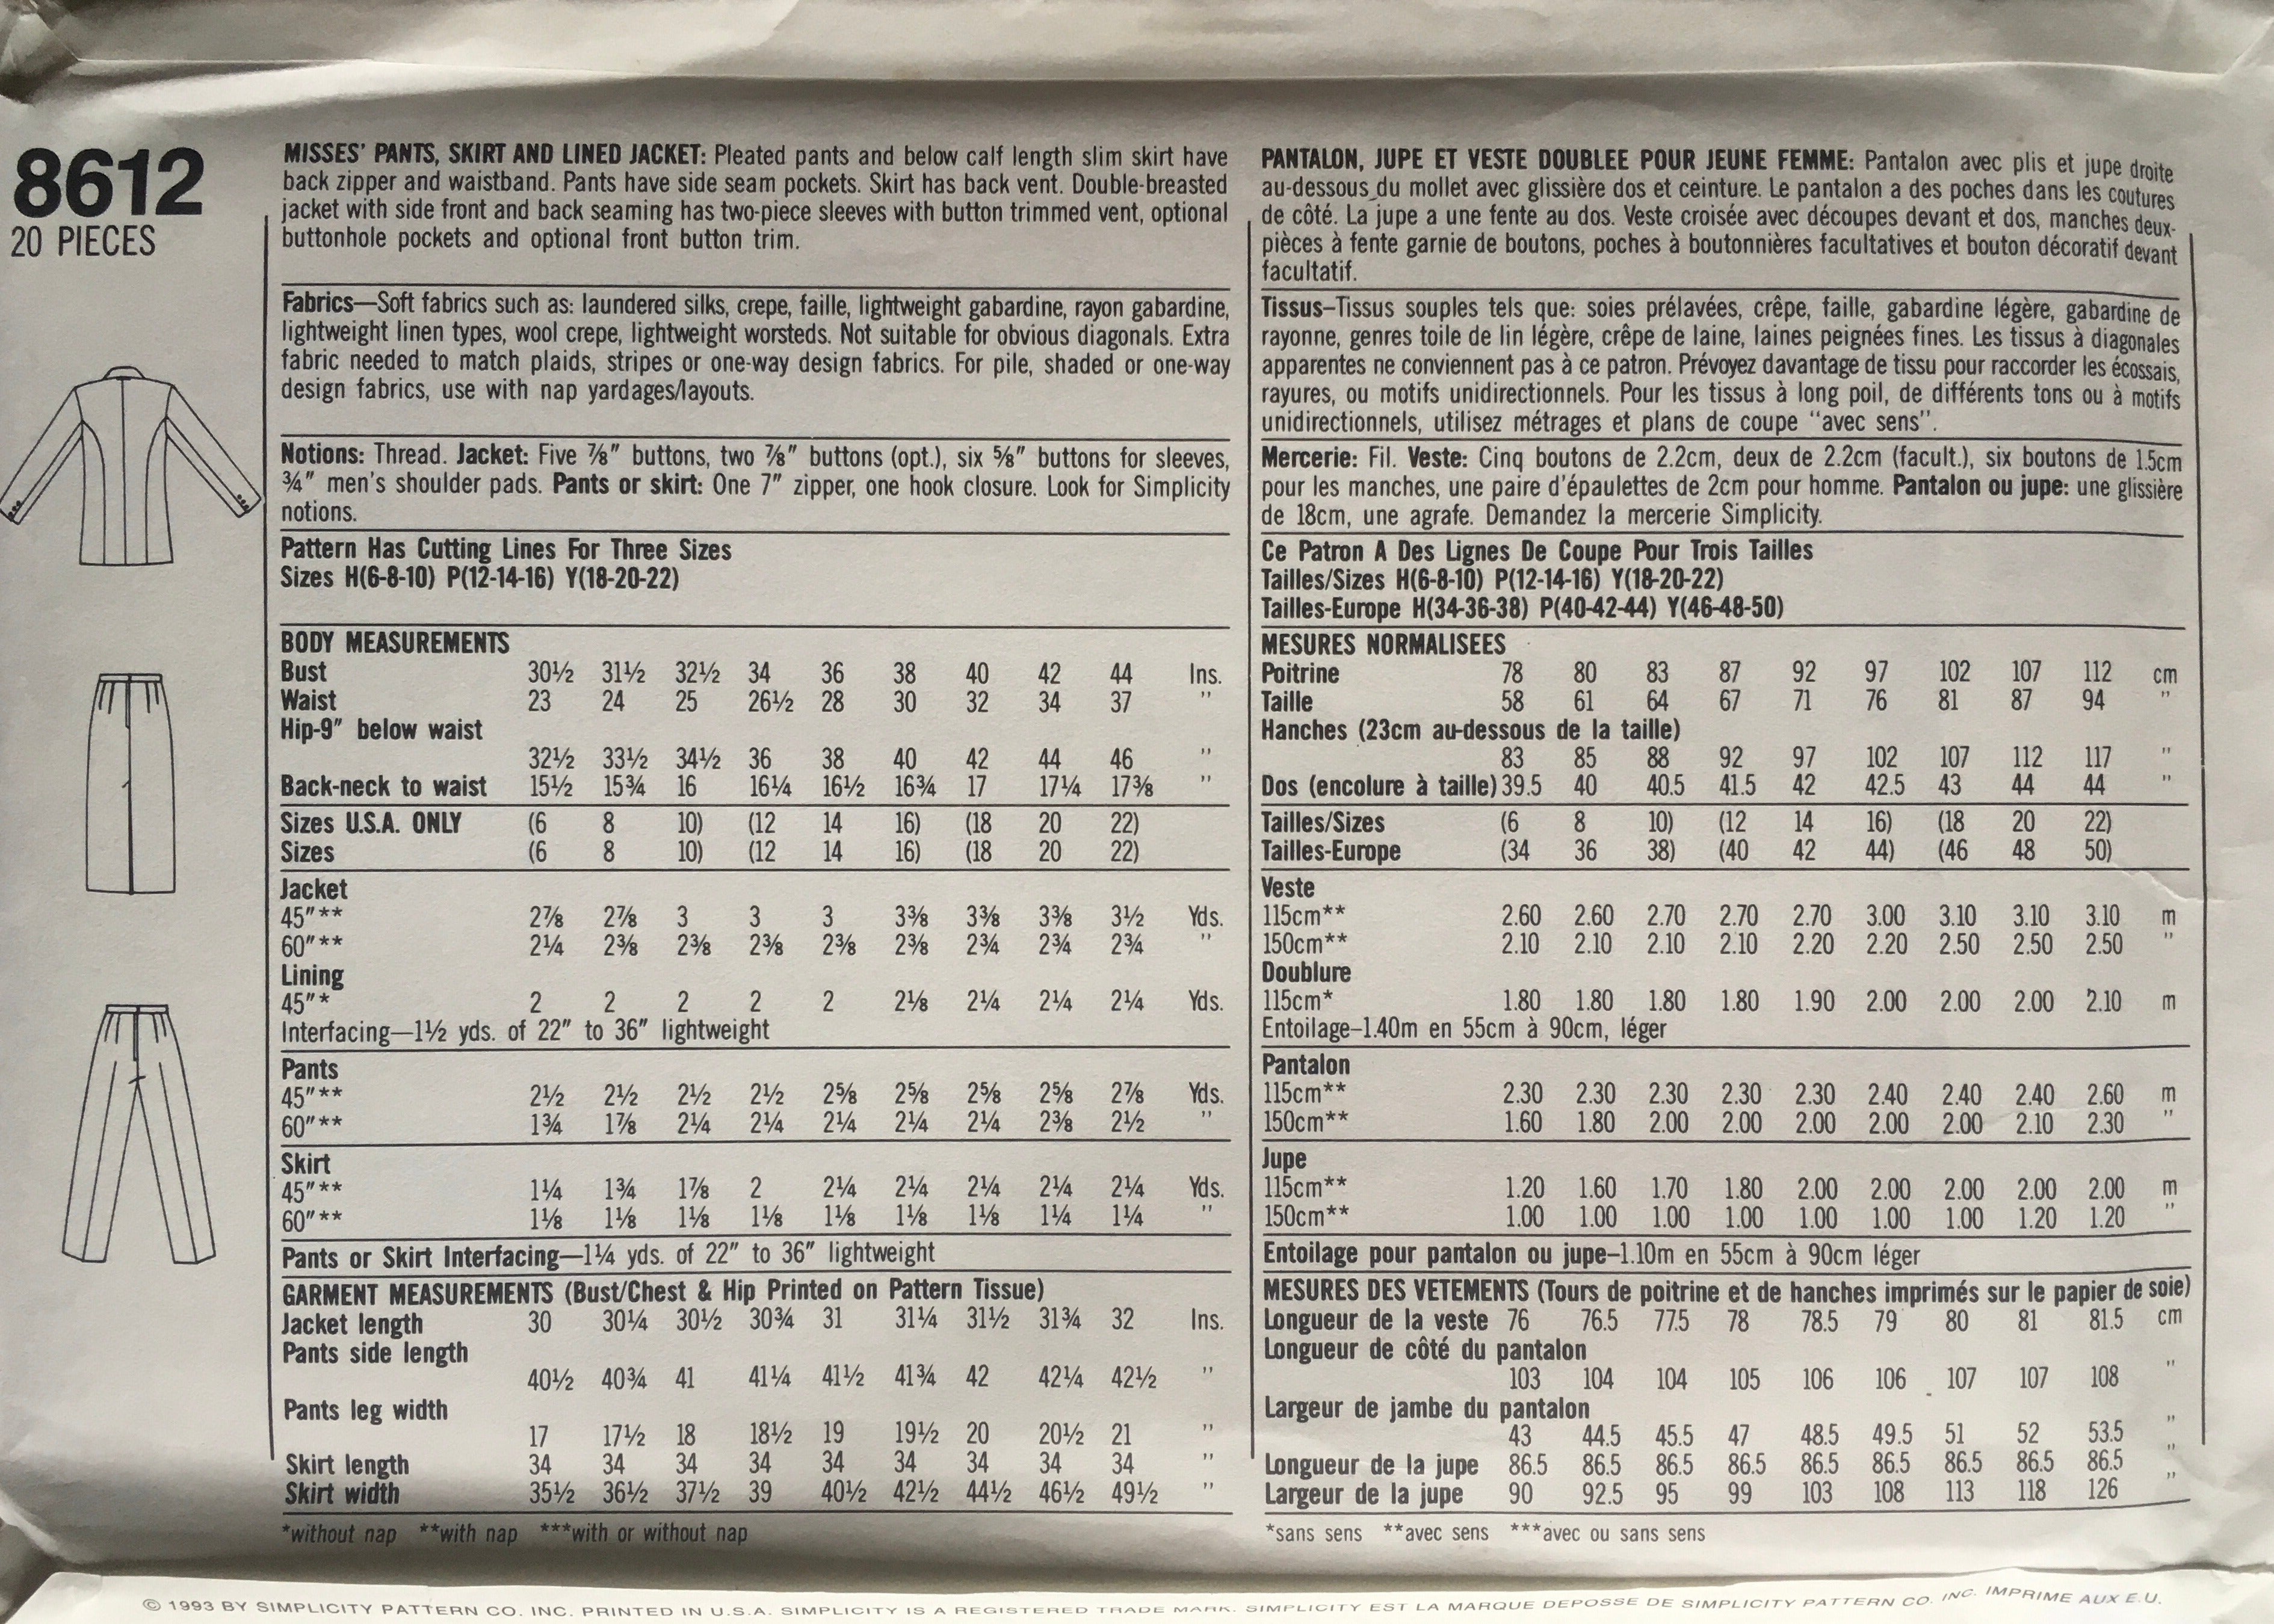 8612
20 PIECES
MISSES' PANTS, SKIRT AND LINED JACKET: Pleated pants and below calf length slim skirt have
back zipper and waistband. Pants have side seam pockets. Skirt has back vent. Double-breasted
jacket with side front and back seaming has two-piece sleeves with button trimmed vent, optional
buttonhole pockets and optional front button trim.
Fabrics—Soft fabrics such as: laundered silks, crepe, faille, lightweight gabardine, rayon gabardine,
lightweight linen types, wool crepe, lightweight worsteds. Not suitable for obvious diagonals. Extra
fabric needed to match plaids, stripes or one-way design fabrics. For pile, shaded or one-way
design fabrics, use with nap yardages/layouts.
Notions: Thread. Jacket: Five ⅞" buttons, two ⅞" buttons (opt.), six ⅝" buttons for sleeves,
¾" men's shoulder pads. Pants or skirt: One 7" zipper, one hook closure. Look for Simplicity
notions.
Pattern Has Cutting Lines For Three Sizes
Sizes H(6-8-10) P(12-14-16) Y(18-20-22)
BODY MEASUREMENTS
Bust 30½ 31½ 32½ 34 36 38 40 42 44 Ins.
Waist 23 24 25 26½ 28 30 32 34 37 "
Hip-9" below waist
32½ 33½ 34½ 36 38 40 42 44 46 "
Back-neck to waist 15½ 15¾ 16 16¼ 16½ 16¾ 17 17¼ 17⅜ "
Sizes U.S.A. ONLY (6 8 10) (12 14 16) (18 20 22)
Sizes (6 8 10) (12 14 16) (18 20 22)
Jacket
45"** 2⅞ 2⅞ 3 3 3 3⅜ 3⅜ 3⅜ 3½ Yds.
60"** 2¼ 2⅜ 2⅜ 2⅜ 2⅜ 2⅜ 2¾ 2¾ 2¾ "
Lining
45"* 2 2 2 2 2 2⅛ 2¼ 2¼ 2¼ Yds.
Interfacing—1½ yds. of 22" to 36" lightweight
Pants
45"** 2½ 2½ 2½ 2½ 2⅝ 2⅝ 2⅝ 2⅝ 2⅞ Yds.
60"** 1¾ 1⅞ 2¼ 2¼ 2¼ 2¼ 2¼ 2⅜ 2½ "
Skirt
45"** 1¼ 1¾ 1⅞ 2 2¼ 2¼ 2¼ 2¼ 2¼ Yds.
60"** 1⅛ 1⅛ 1⅛ 1⅛ 1⅛ 1⅛ 1⅛ 1¼ 1¼ "
Pants or Skirt Interfacing—1¼ yds. of 22" to 36" lightweight
GARMENT MEASUREMENTS (Bust/Chest & Hip Printed on Pattern Tissue)
Jacket length 30 30¼ 30½ 30¾ 31 31¼ 31½ 31¾ 32 Ins.
Pants side length
40½ 40¾ 41 41¼ 41½ 41¾ 42 42¼ 42½ "
Pants leg width
17 17½ 18 18½ 19 19½ 20 20½ 21 "
Skirt length 34 34 34 34 34 34 34 34 34 "
Skirt width 35½ 36½ 37½ 39 40½ 42½ 44½ 46½ 49½ "
*without nap **with nap ***with or without nap
PANTALON, JUPE ET VESTE DOUBLEE POUR JEUNE FEMME: Pantalon avec plis et jupe droite
au-dessous du mollet avec glissière dos et ceinture. Le pantalon a des poches dans les coutures
de côté. La jupe a une fente au dos. Veste croisée avec découpes devant et dos, manches deux-
pièces à fente garnie de boutons, poches à boutonnières facultatives et bouton décoratif devant
facultatif.
Tissus–Tissus souples tels que: soies prélavées, crêpe, faille, gabardine légère, gabardine de
rayonne, genres toile de lin légère, crêpe de laine, laines peignées fines. Les tissus à diagonales
apparentes ne conviennent pas à ce patron. Prévoyez davantage de tissu pour raccorder les écossais,
rayures, ou motifs unidirectionnels. Pour les tissus à long poil, de différents tons ou à motifs
unidirectionnels, utilisez métrages et plans de coupe "avec sens".
Mercerie: Fil. Veste: Cinq boutons de 2.2cm, deux de 2.2cm (facult.), six boutons de 1.5cm
pour les manches, une paire d'épaulettes de 2cm pour homme. Pantalon ou jupe: une glissière
de 18cm, une agrafe. Demandez la mercerie Simplicity.
Ce Patron A Des Lignes De Coupe Pour Trois Tailles
Tailles/Sizes H(6-8-10) P(12-14-16) Y(18-20-22)
Tailles-Europe H(34-36-38) P(40-42-44) Y(46-48-50)
MESURES NORMALISEES
Poitrine 78 80 83 87 92 97 102 107 112 cm
Taille 58 61 64 67 71 76 81 87 94 "
Hanches (23cm au-dessous de la taille)
83 85 88 92 97 102 107 112 117 "
Dos (encolure à taille) 39.5 40 40.5 41.5 42 42.5 43 44 44 "
Tailles/Sizes (6 8 10) (12 14 16) (18 20 22)
Tailles-Europe (34 36 38) (40 42 44) (46 48 50)
Veste
115cm** 2.60 2.60 2.70 2.70 2.70 3.00 3.10 3.10 3.10 m
150cm** 2.10 2.10 2.10 2.10 2.20 2.20 2.50 2.50 2.50 "
Doublure
115cm* 1.80 1.80 1.80 1.80 1.90 2.00 2.00 2.00 2.10 m
Entoilage–1.40m en 55cm à 90cm, léger
Pantalon
115cm** 2.30 2.30 2.30 2.30 2.30 2.40 2.40 2.40 2.60 m
150cm** 1.60 1.80 2.00 2.00 2.00 2.00 2.00 2.10 2.30 "
Jupe
115cm** 1.20 1.60 1.70 1.80 2.00 2.00 2.00 2.00 2.00 m
150cm** 1.00 1.00 1.00 1.00 1.00 1.00 1.00 1.20 1.20 "
Entoilage pour pantalon ou jupe–1.10m en 55cm à 90cm léger
MESURES DES VETEMENTS (Tours de poitrine et de hanches imprimés sur le papier de soie)
Longueur de la veste 76 76.5 77.5 78 78.5 79 80 81 81.5 cm
Longueur de côté du pantalon
103 104 104 105 106 106 107 107 108 "
Largeur de jambe du pantalon
43 44.5 45.5 47 48.5 49.5 51 52 53.5 "
Longueur de la jupe 86.5 86.5 86.5 86.5 86.5 86.5 86.5 86.5 86.5 "
Largeur de la jupe 90 92.5 95 99 103 108 113 118 126 "
*sans sens **avec sens ***avec ou sans sens
© 1993 BY SIMPLICITY PATTERN CO. INC. PRINTED IN U.S.A. SIMPLICITY IS A REGISTERED TRADE MARK. SIMPLICITY EST LA MARQUE DEPOSSE DE SIMPLICITY PATTERN CO. INC. IMPRIME AUX E.U.